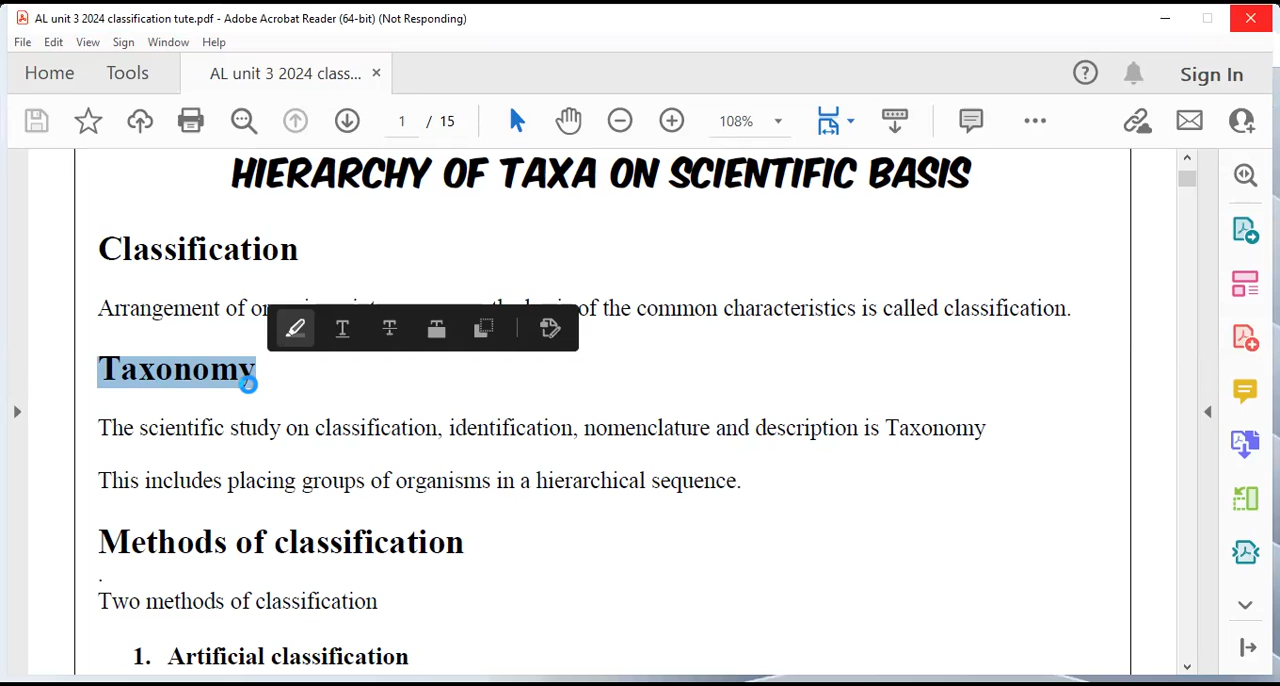 AL unit 3 2024 classification tute.pdf - Adobe Acrobat Reader (64-bit) (Not Responding)
File Edit View Sign Window Help
Home Tools AL unit 3 2024 class... × Sign In
1 / 15 108%
HIERARCHY OF TAXA ON SCIENTIFIC BASIS
Classification
Arrangement of of the common characteristics is called classification.
Taxonomy
The scientific study on classification, identification, nomenclature and description is Taxonomy
This includes placing groups of organisms in a hierarchical sequence.
Methods of classification
.
Two methods of classification
1. Artificial classification